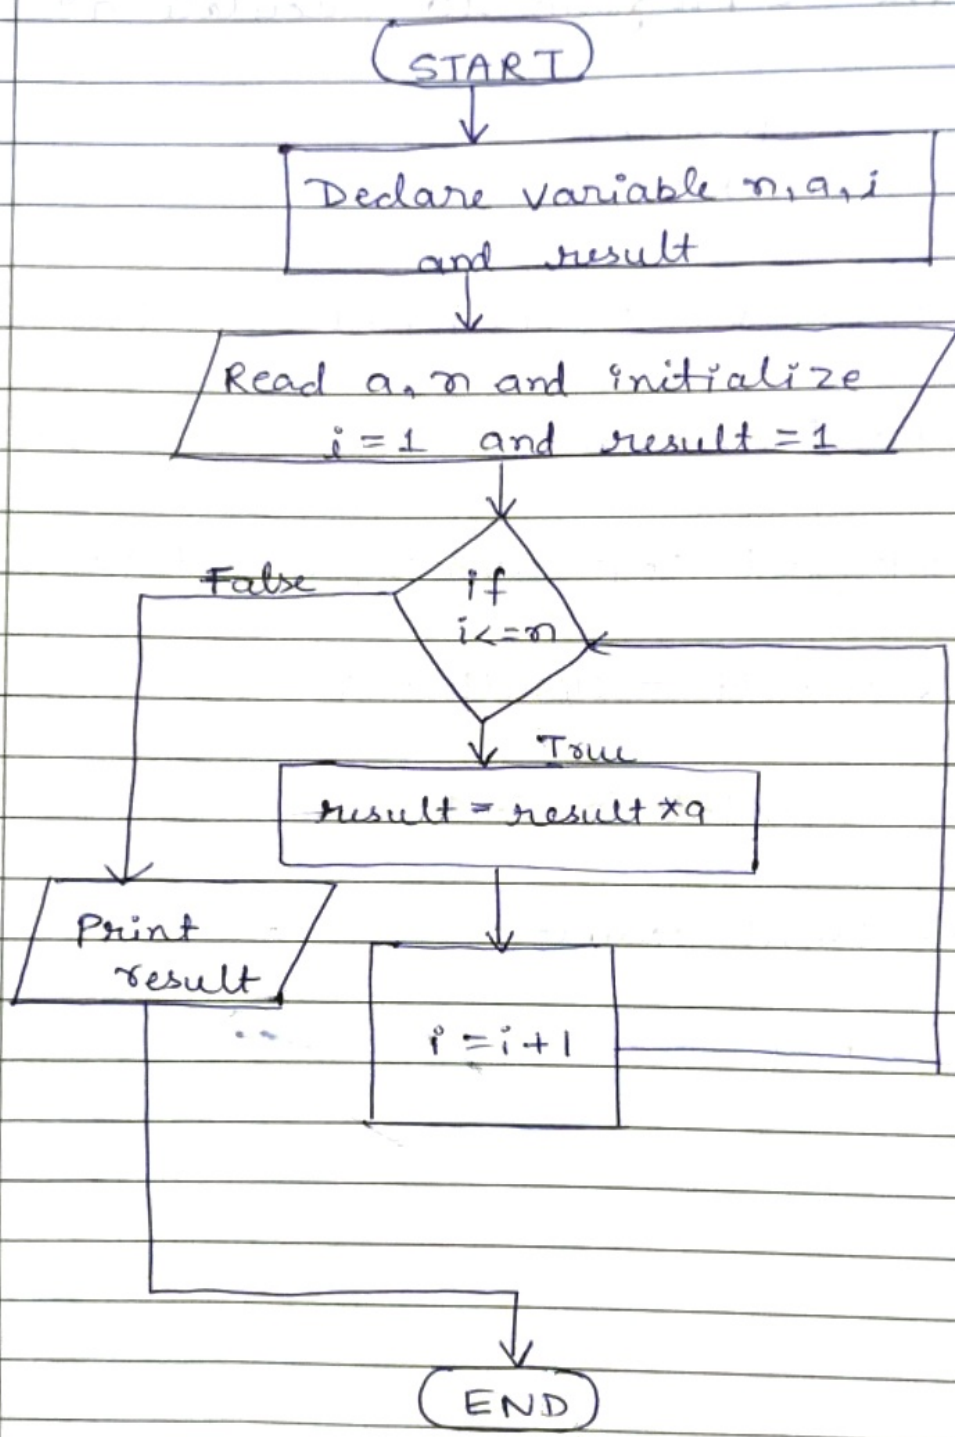 START
Declare variable n, a, i
and result
Read a, n and initialize
i = 1 and result = 1
if
i<=n
False
True
result = result *a
Print
result
i = i+1
END